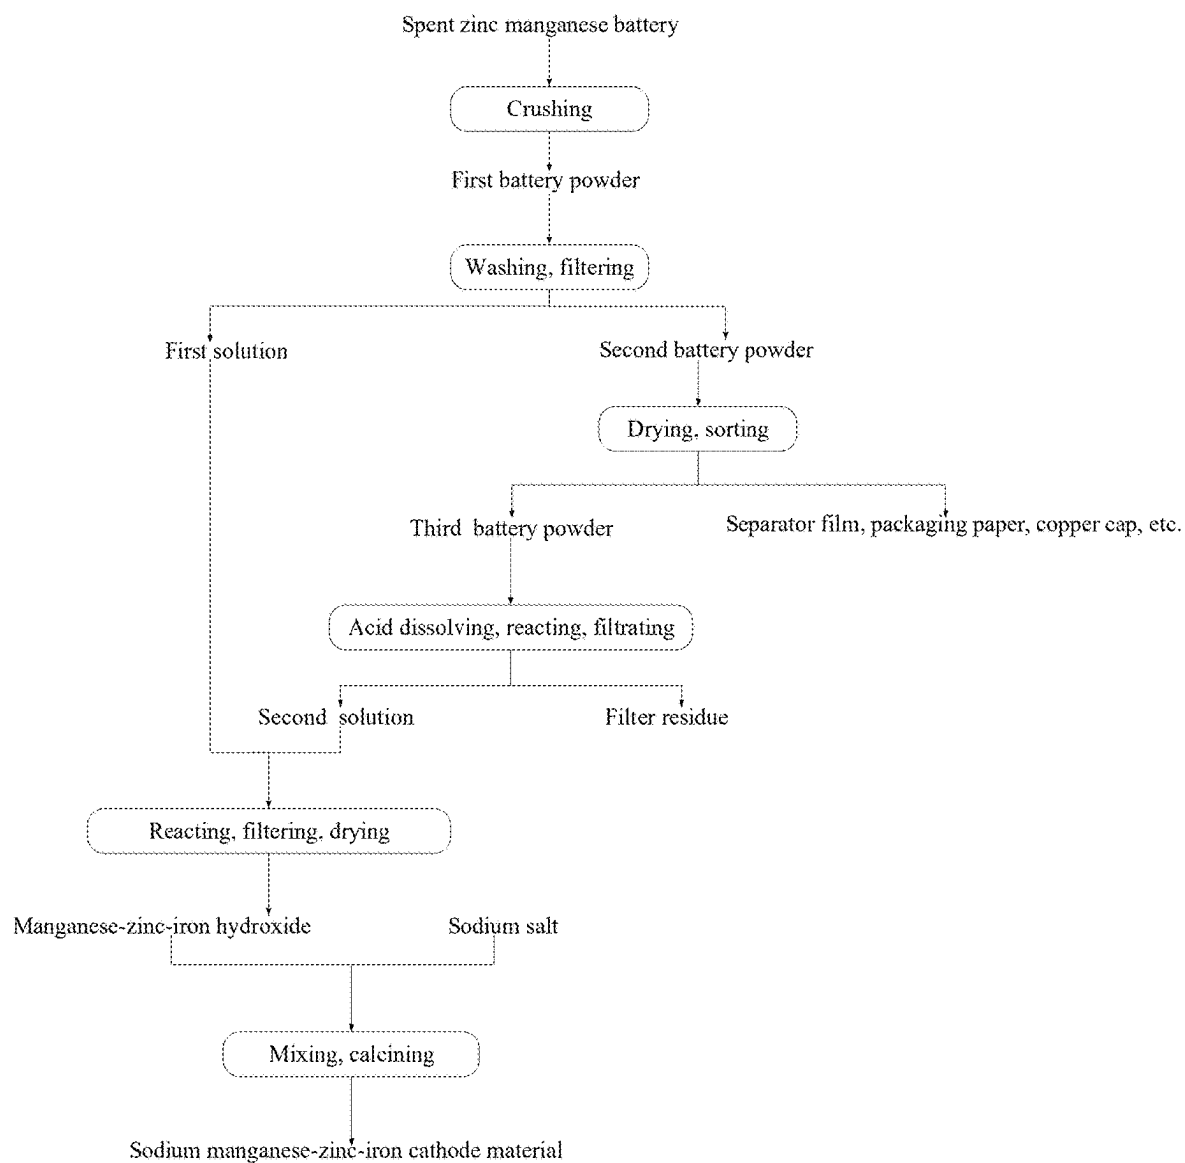 Spent zinc manganese battery
Crushing
First battery powder
Washing, filtering
First solution
Second battery powder
Drying, sorting
Third battery powder
Separator film, packaging paper, copper cap, etc.
Acid dissolving, reacting, filtrating
Second solution
Filter residue
Reacting, filtering, drying
Manganese-zinc-iron hydroxide
Sodium salt
Mixing, calcining
Sodium manganese-zinc-iron cathode material